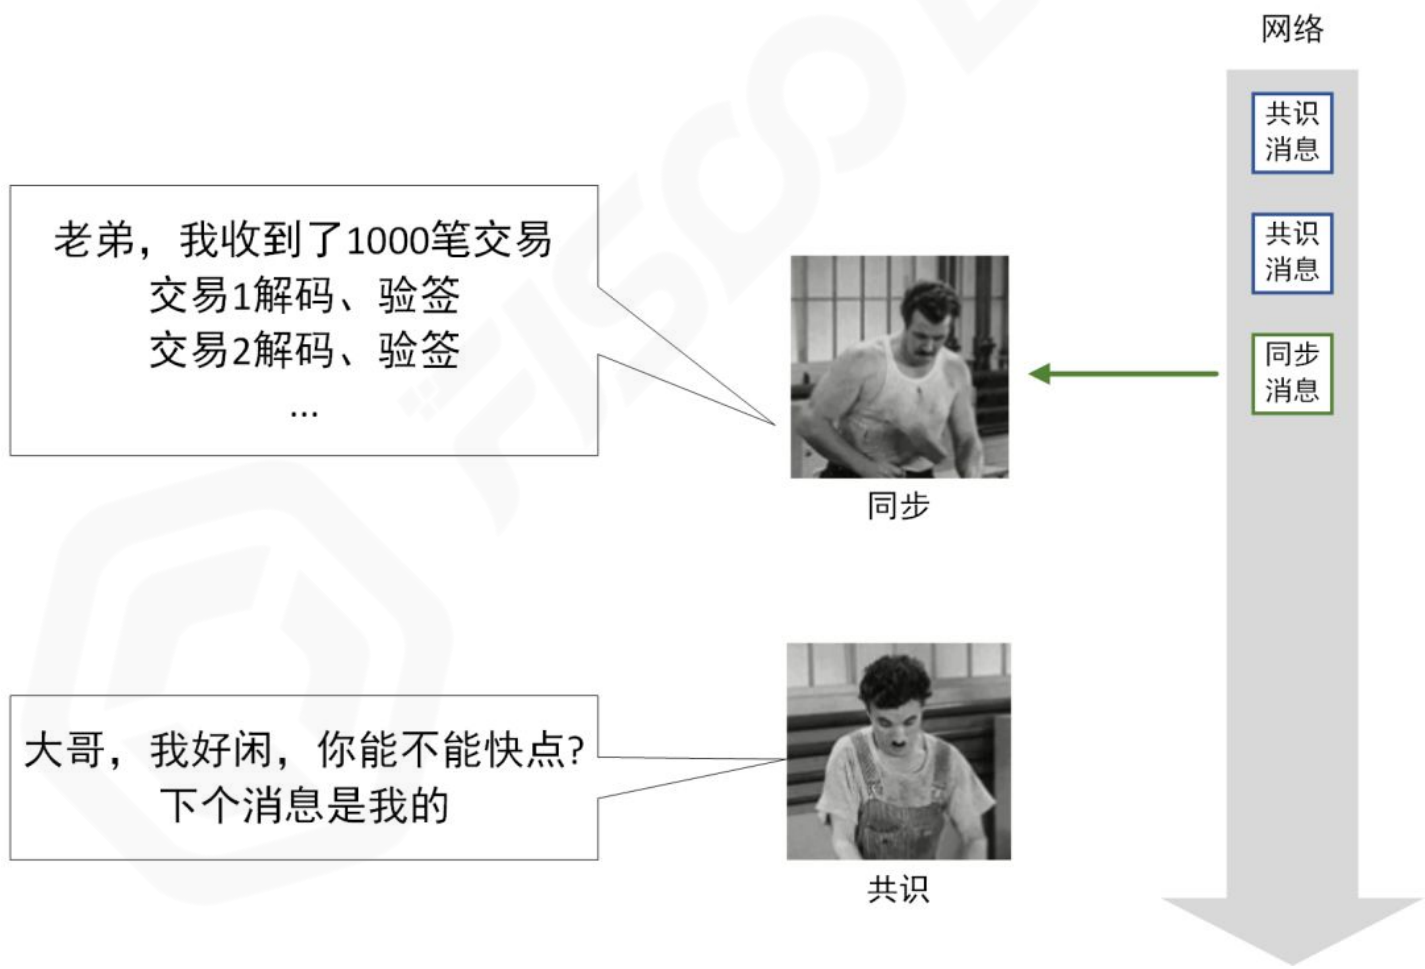 网络
共识
消息
共识
消息
同步
消息
老弟，我收到了1000笔交易
交易1解码、验签
交易2解码、验签
...
同步
大哥，我好闲，你能不能快点?
下个消息是我的
共识
FISCO